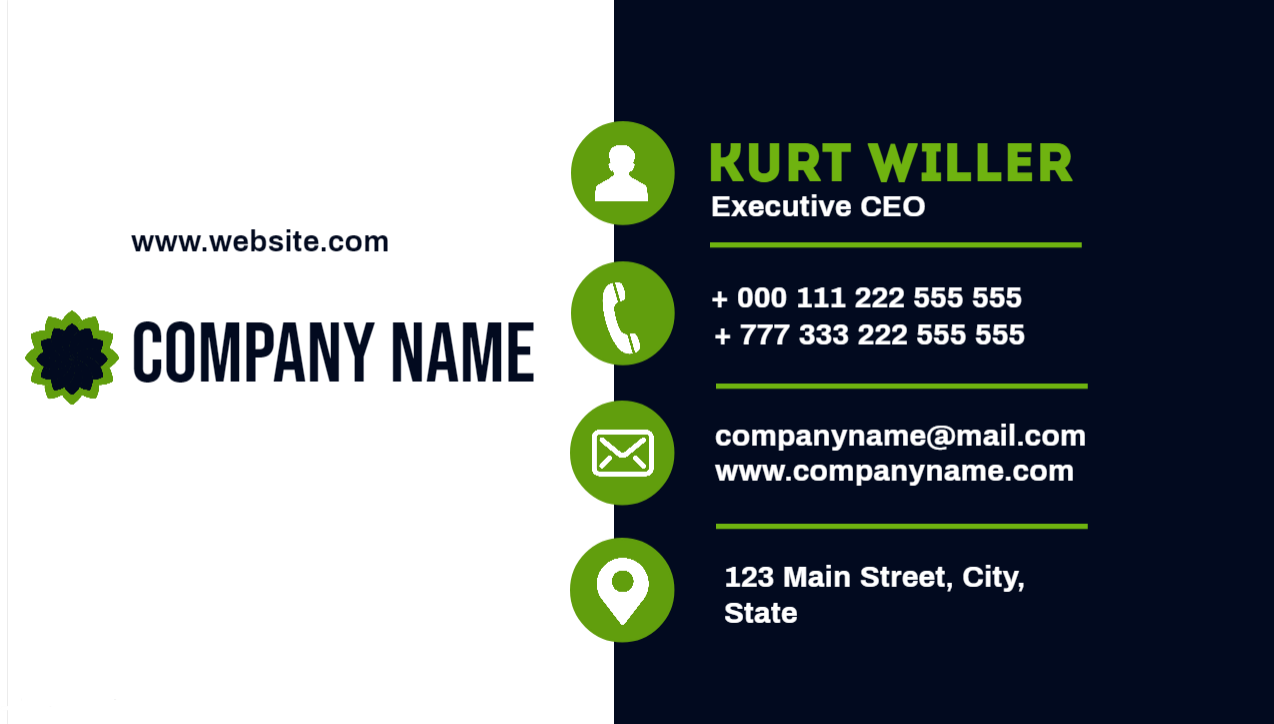 www.website.com
COMPANY NAME
KURT WILLER
Executive CEO
+ 000 111 222 555 555
+ 777 333 222 555 555
companyname@mail.com
www.companyname.com
123 Main Street, City,
State